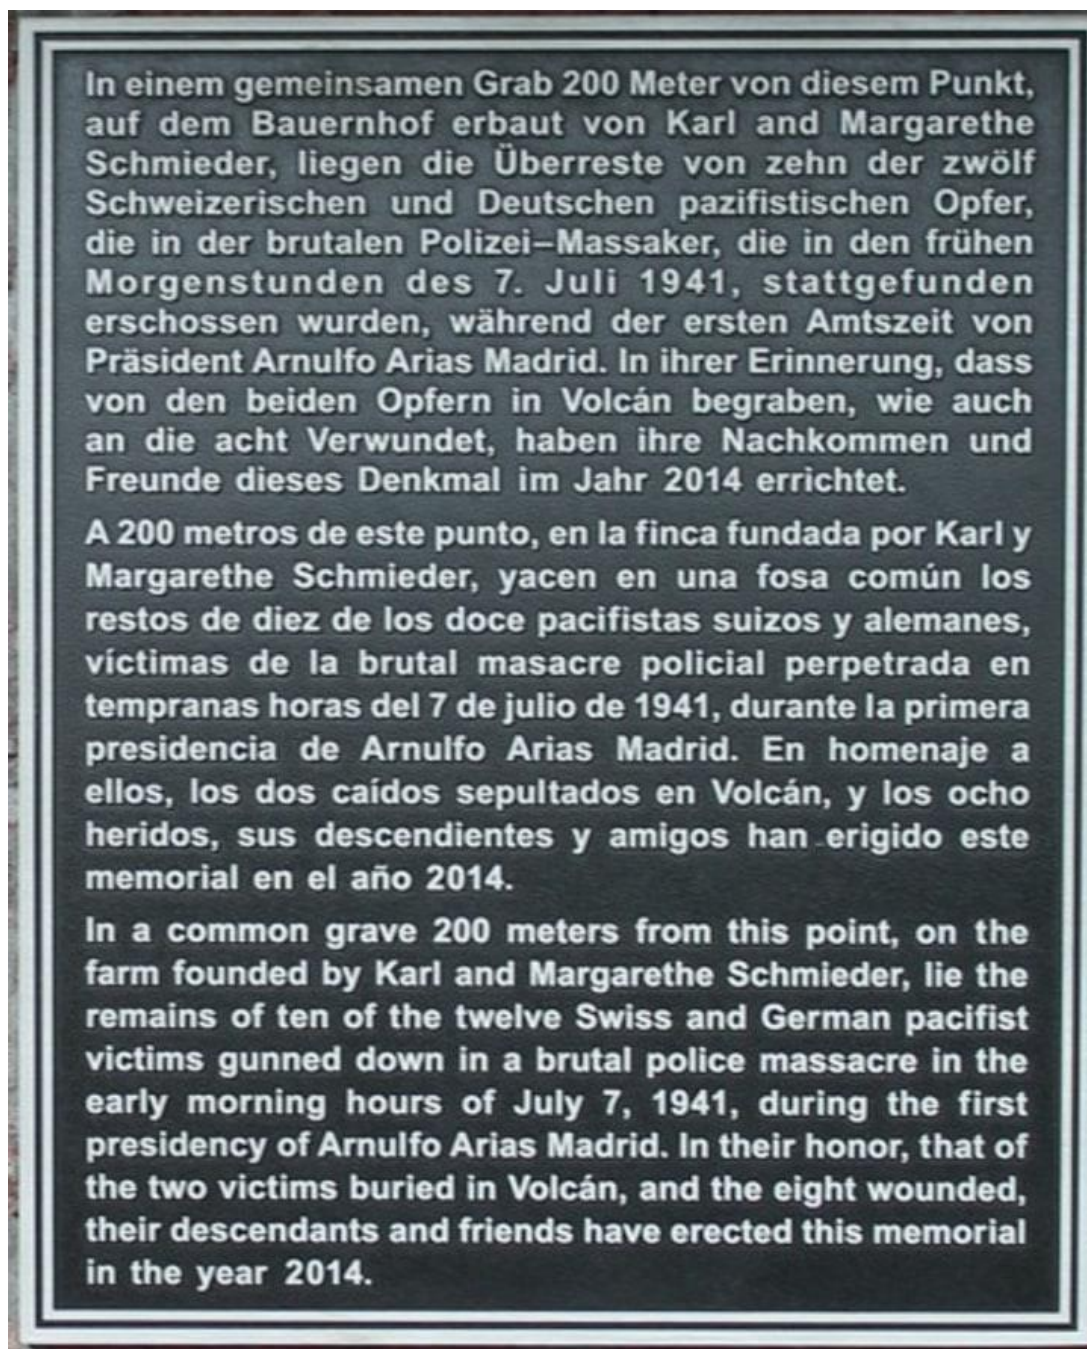 In einem gemeinsamen Grab 200 Meter von diesem Punkt,
auf dem Bauernhof erbaut von Karl and Margarethe
Schmieder, liegen die Überreste von zehn der zwölf
Schweizerischen und Deutschen pazifistischen Opfer,
die in der brutalen Polizei–Massaker, die in den frühen
Morgenstunden des 7. Juli 1941, stattgefunden
erschossen wurden, während der ersten Amtszeit von
Präsident Arnulfo Arias Madrid. In ihrer Erinnerung, dass
von den beiden Opfern in Volcán begraben, wie auch
an die acht Verwundet, haben ihre Nachkommen und
Freunde dieses Denkmal im Jahr 2014 errichtet.
A 200 metros de este punto, en la finca fundada por Karl y
Margarethe Schmieder, yacen en una fosa común los
restos de diez de los doce pacifistas suizos y alemanes,
víctimas de la brutal masacre policial perpetrada en
tempranas horas del 7 de julio de 1941, durante la primera
presidencia de Arnulfo Arias Madrid. En homenaje a
ellos, los dos caídos sepultados en Volcán, y los ocho
heridos, sus descendientes y amigos han erigido este
memorial en el año 2014.
In a common grave 200 meters from this point, on the
farm founded by Karl and Margarethe Schmieder, lie the
remains of ten of the twelve Swiss and German pacifist
victims gunned down in a brutal police massacre in the
early morning hours of July 7, 1941, during the first
presidency of Arnulfo Arias Madrid. In their honor, that of
the two victims buried in Volcán, and the eight wounded,
their descendants and friends have erected this memorial
in the year 2014.